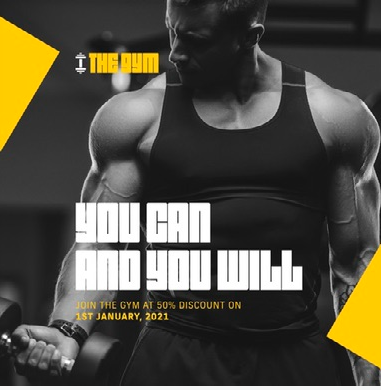 THE GYM
YOU CAN
AND YOU WILL
JOIN THE GYM AT 50% DISCOUNT ON
1ST JANUARY, 2021